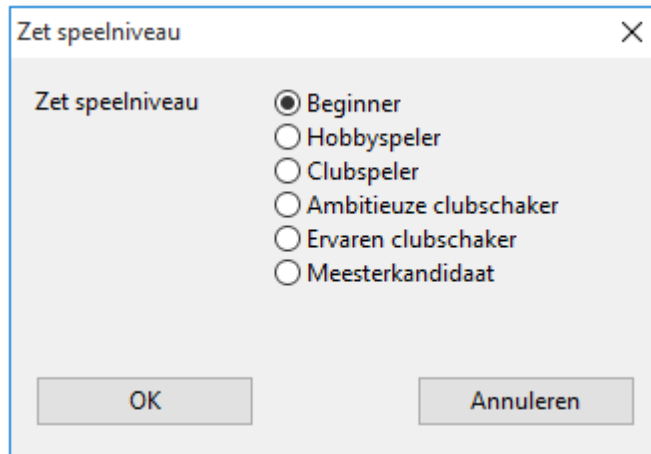 Zet speelniveau
Zet speelniveau Beginner
Hobbyspeler
Clubspeler
Ambitieuze clubschaker
Ervaren clubschaker
Meesterkandidaat
OK Annuleren